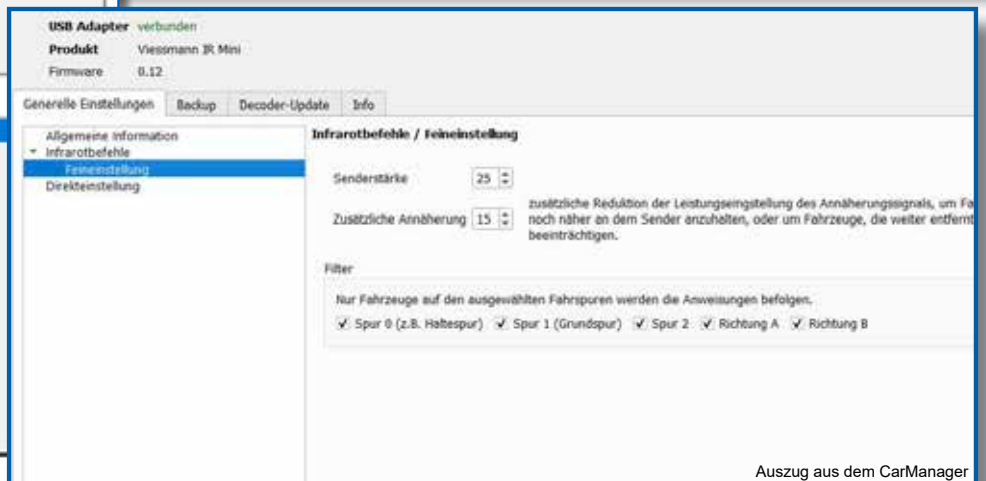 USB Adapter verbunden
Produkt Viessmann IR Mini
Firmware 0.12
Generelle Einstellungen Backup Decoder-Update Info
Allgemeine Information
Infrarotbefehle
Feineinstellung
Direkteinstellung
Infrarotbefehle / Feineinstellung
Senderstärke 25
Zusätzliche Annäherung 15
zusätzliche Reduktion der Leistungseingstellung des Annäherungssignals, um Fa
noch näher an dem Sender anzuhalten, oder um Fahrzeuge, die weiter entfernt
beeinträchtigen.
Filter
Nur Fahrzeuge auf den ausgewählten Fahrspuren werden die Anweisungen befolgen.
Spur 0 (z.B. Haltespur) Spur 1 (Grundspur) Spur 2 Richtung A Richtung B
Auszug aus dem CarManager